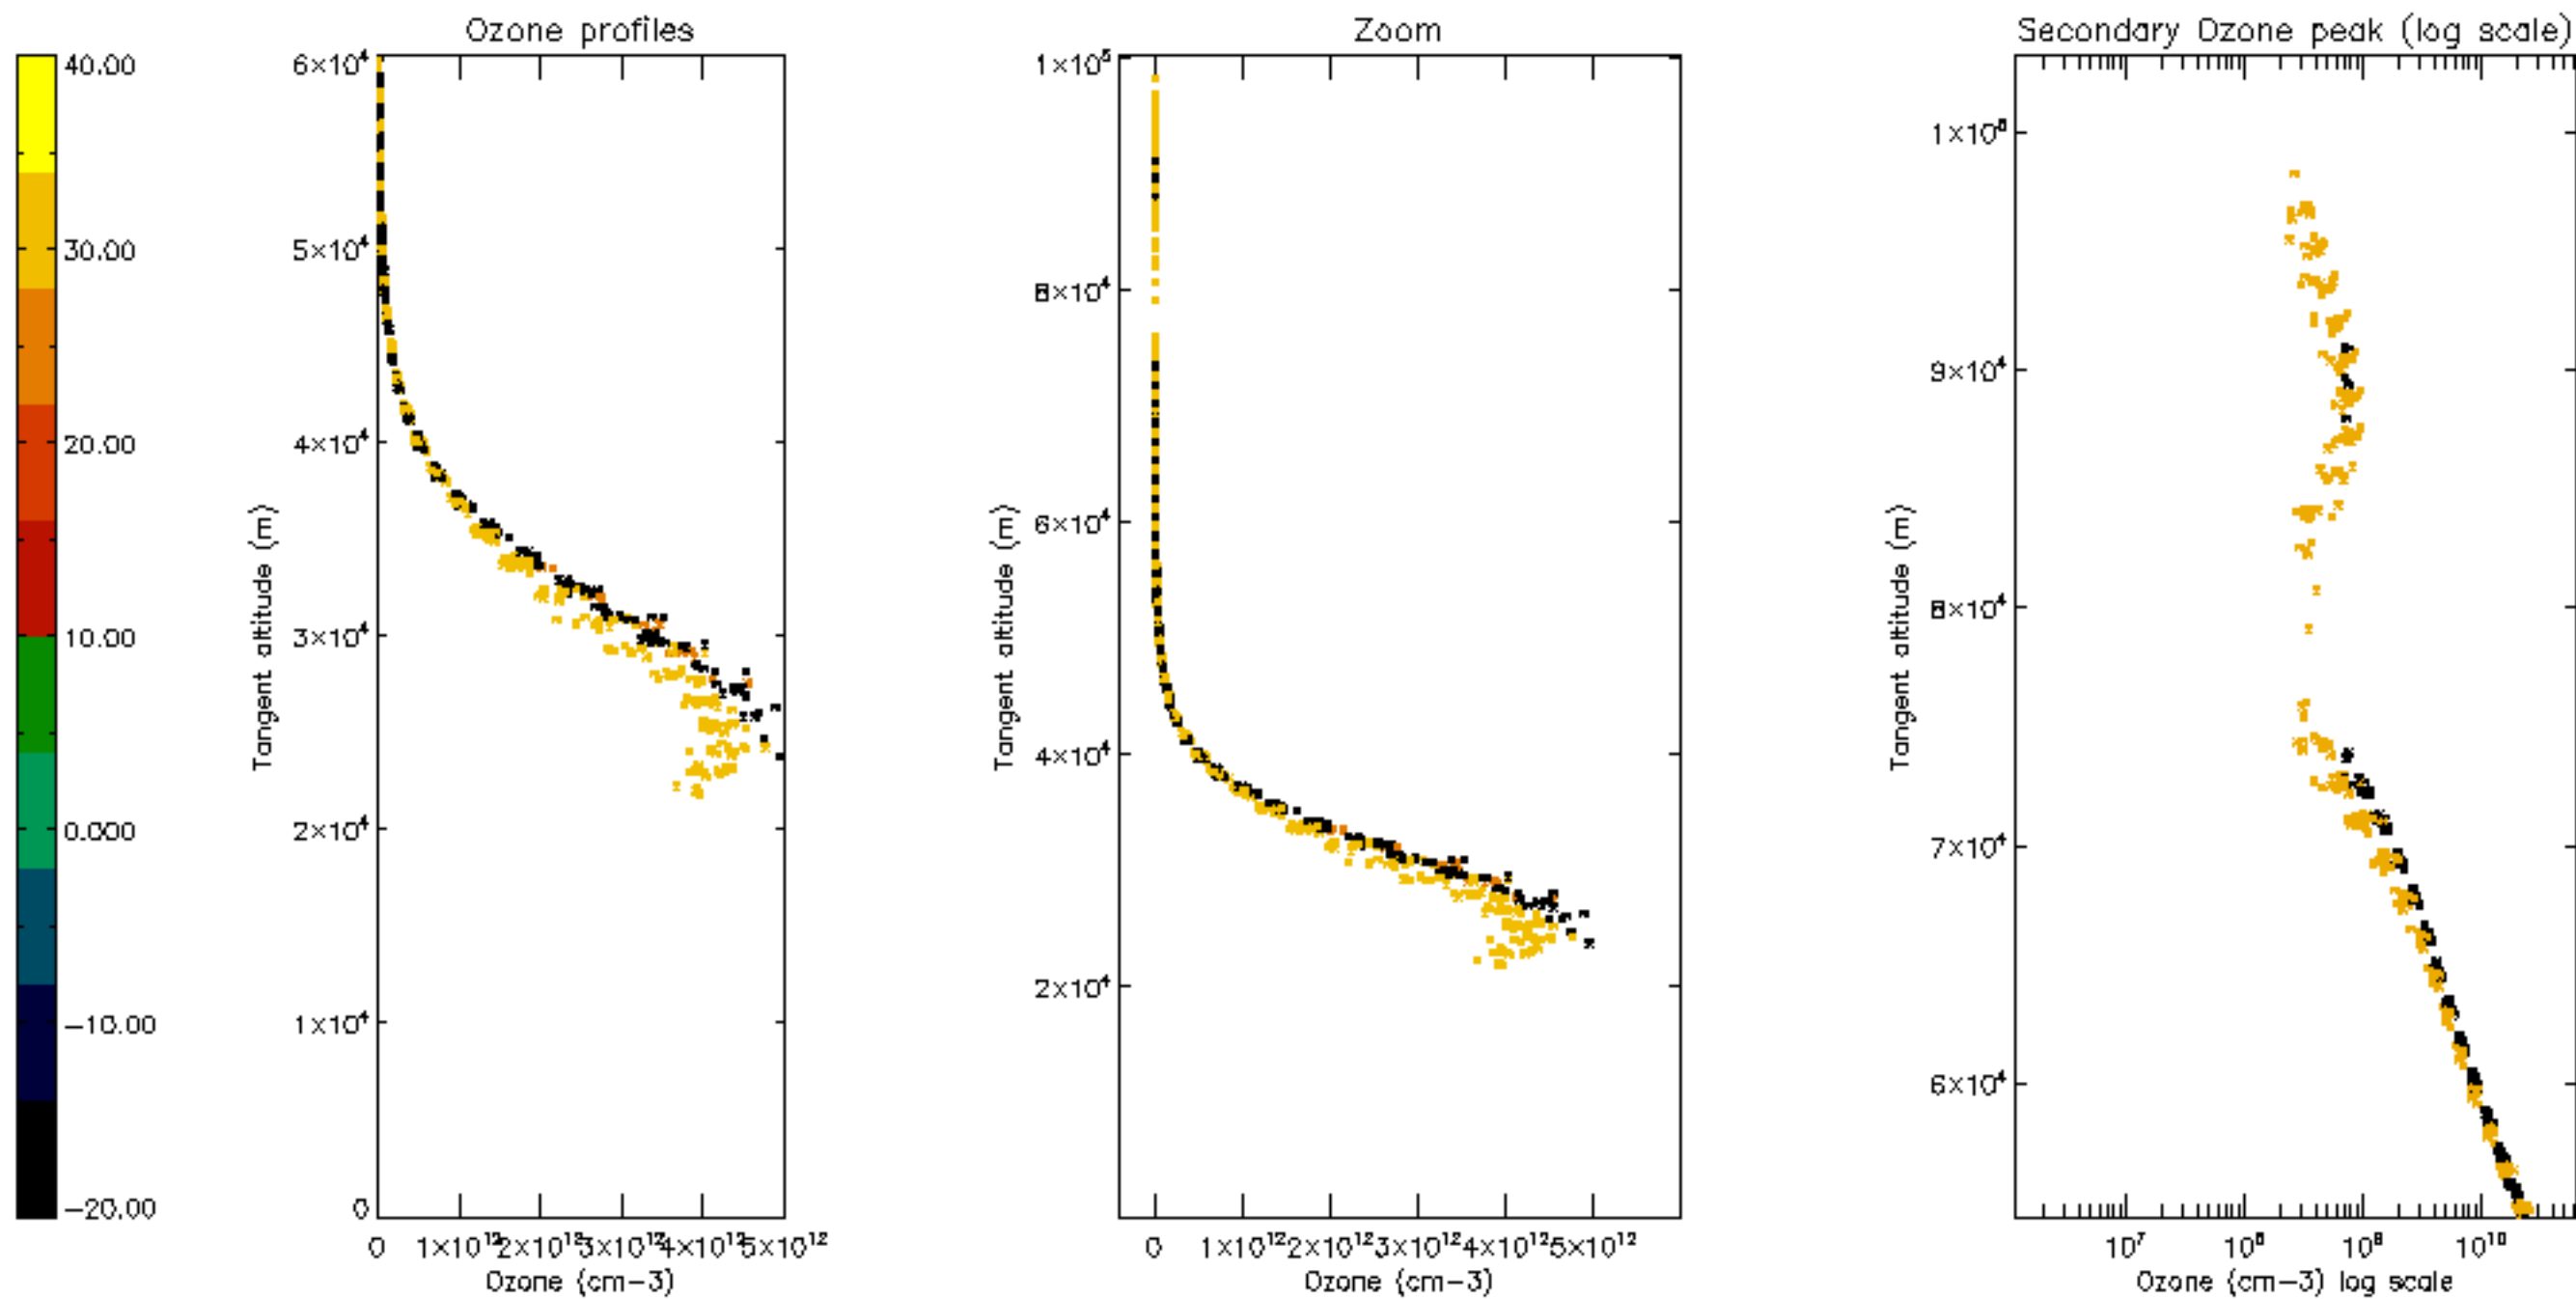 Ozone profiles
Zoom
Secondary Ozone peak (log scale)
40.00
30.00
20.00
10.00
0.000
-10.00
-20.00
6×10⁴
5×10⁴
4×10⁴
3×10⁴
2×10⁴
1×10⁴
0
Tangent altitude (m)
0 1×10¹² 2×10¹² 3×10¹² 4×10¹² 5×10¹²
Ozone (cm-3)
1×10⁵
8×10⁴
6×10⁴
4×10⁴
2×10⁴
Tangent altitude (m)
0 1×10¹² 2×10¹² 3×10¹² 4×10¹² 5×10¹²
Ozone (cm-3)
9×10⁴
8×10⁴
7×10⁴
6×10⁴
Tangent altitude (m)
10⁷ 10⁸ 10⁹ 10¹⁰
Ozone (cm-3) log scale